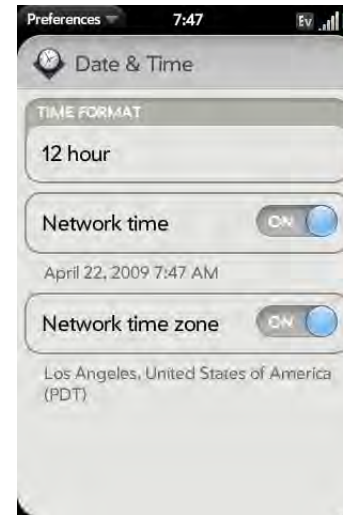 Preferences 7:47 Ev
Date & Time
TIME FORMAT
12 hour
Network time ON
April 22, 2009 7:47 AM
Network time zone ON
Los Angeles, United States of America
(PDT)